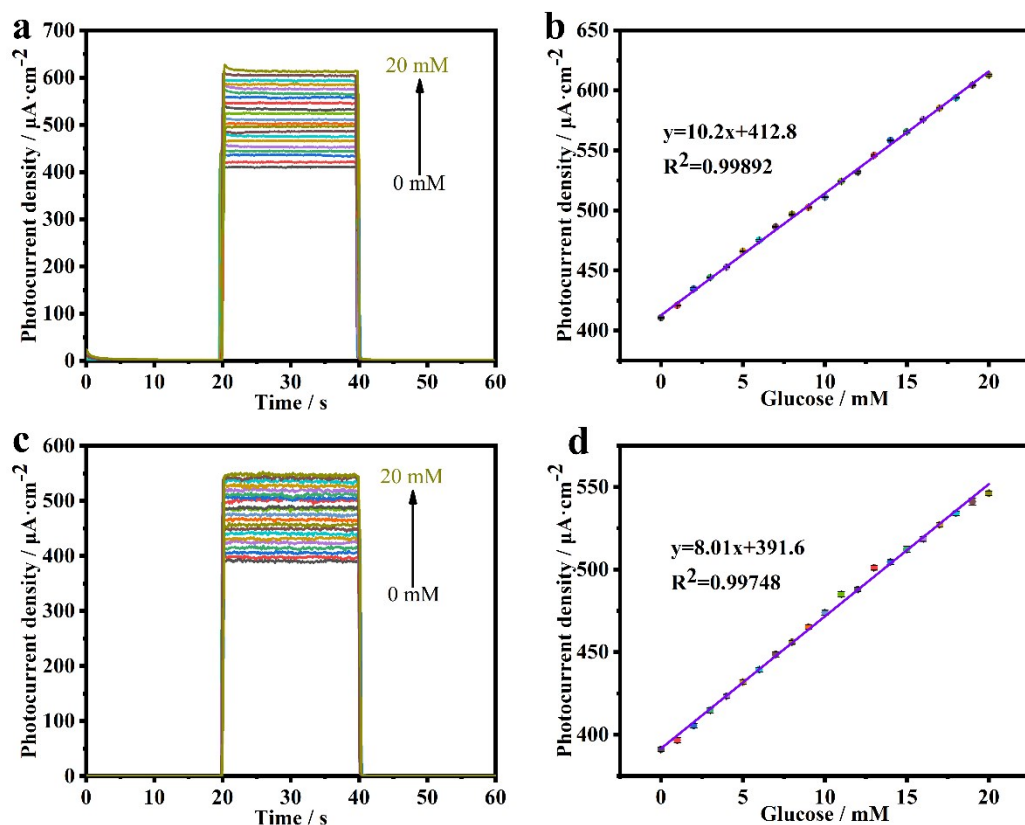 a
Photocurrent density / μA·cm⁻²
700
600
500
400
300
200
100
0
20 mM
0 mM
0 10 20 30 40 50 60
Time / s
b
Photocurrent density / μA·cm⁻²
650
600
550
500
450
400
y=10.2x+412.8
R²=0.99892
0 5 10 15 20
Glucose / mM
c
Photocurrent density / μA·cm⁻²
600
500
400
300
200
100
0
20 mM
0 mM
0 10 20 30 40 50 60
Time / s
d
Photocurrent density / μA·cm⁻²
550
500
450
400
y=8.01x+391.6
R²=0.99748
0 5 10 15 20
Glucose / mM